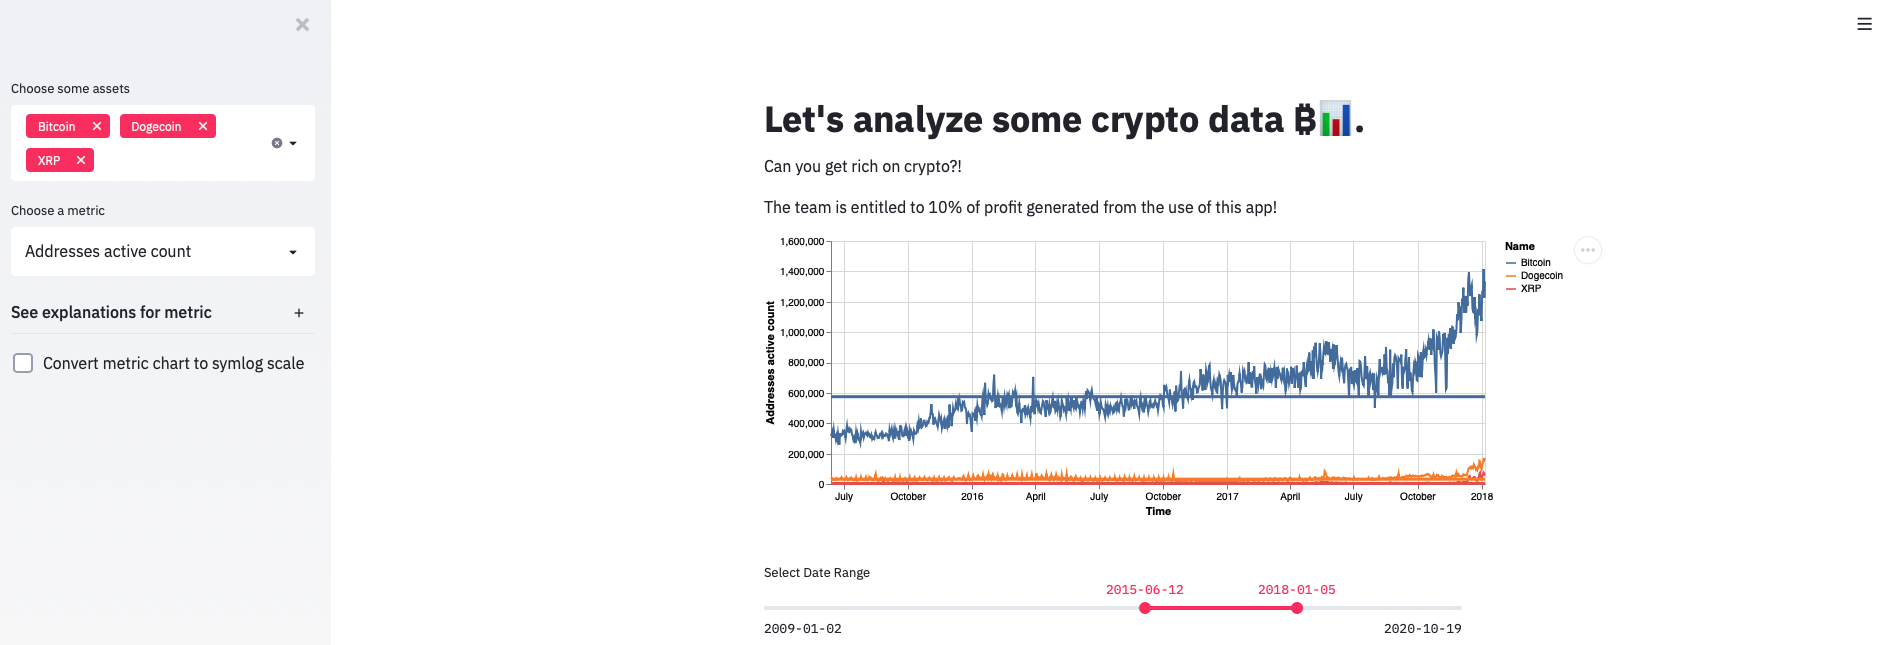 Choose some assets
Bitcoin ✕ Dogecoin ✕
XRP ✕
Choose a metric
Addresses active count
See explanations for metric +
Convert metric chart to symlog scale
Let's analyze some crypto data ₿📊.
Can you get rich on crypto?!
The team is entitled to 10% of profit generated from the use of this app!
Addresses active count
1,600,000
1,400,000
1,200,000
1,000,000
800,000
600,000
400,000
200,000
0
July October 2016 April July October 2017 April July October 2018
Time
Name
Bitcoin
Dogecoin
XRP
Select Date Range
2015-06-12 2018-01-05
2009-01-02 2020-10-19